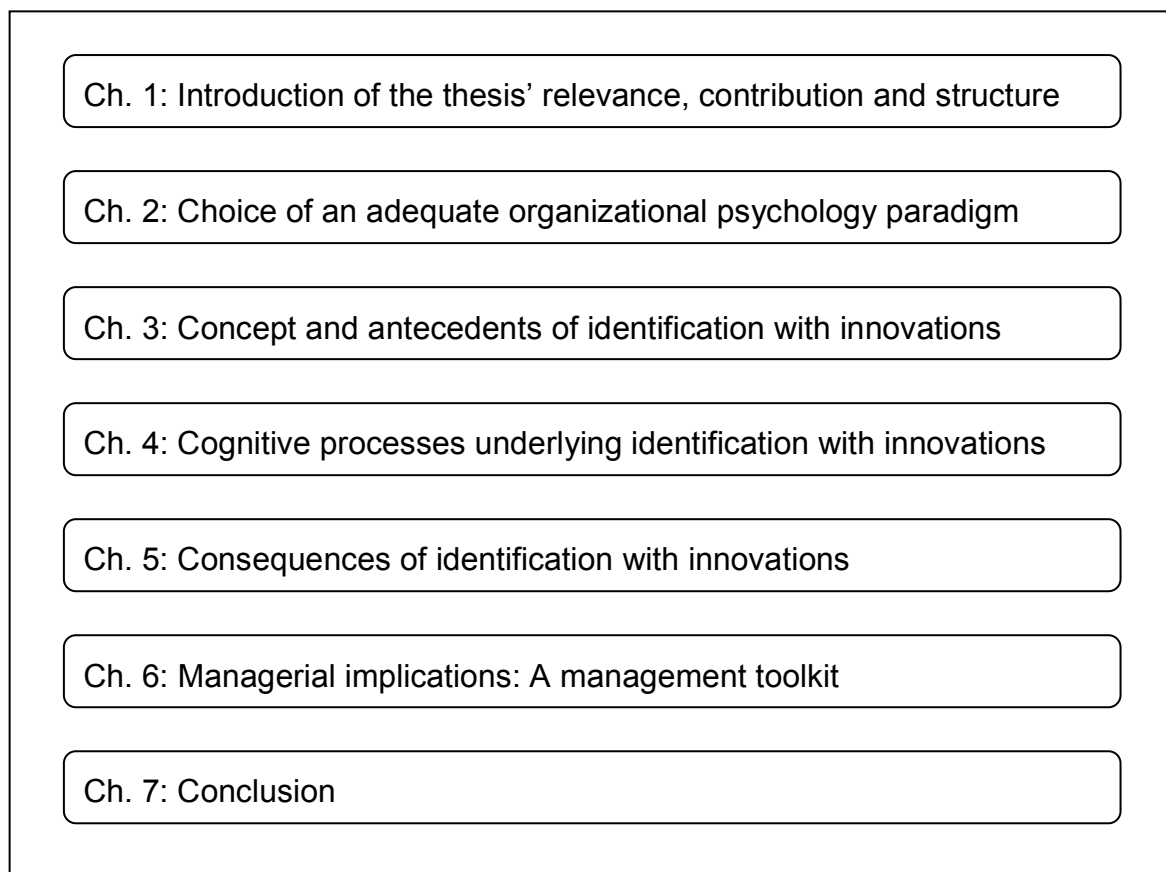 Ch. 1: Introduction of the thesis’ relevance, contribution and structure
Ch. 2: Choice of an adequate organizational psychology paradigm
Ch. 3: Concept and antecedents of identification with innovations
Ch. 4: Cognitive processes underlying identification with innovations
Ch. 5: Consequences of identification with innovations
Ch. 6: Managerial implications: A management toolkit
Ch. 7: Conclusion